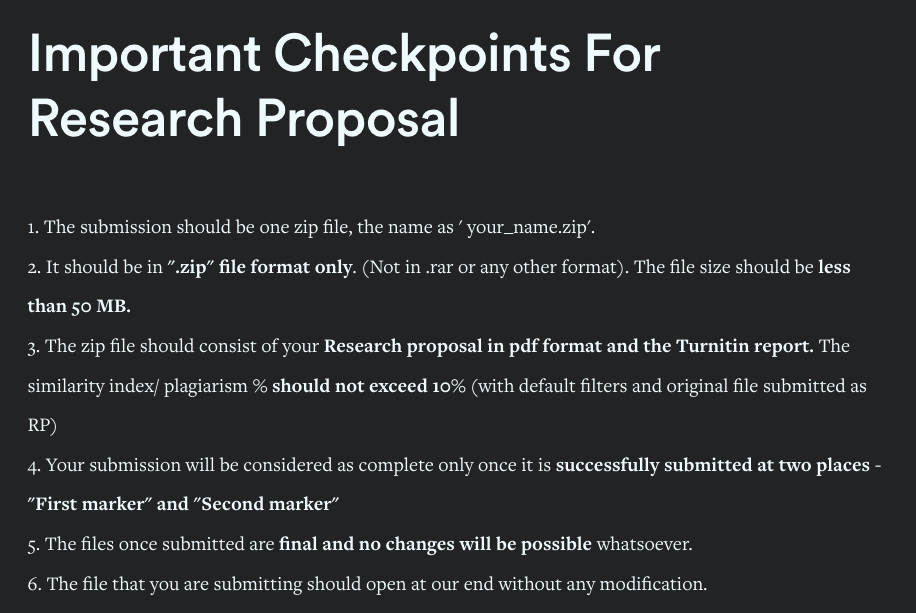 Important Checkpoints For
Research Proposal
1. The submission should be one zip file, the name as ' your_name.zip'.
2. It should be in ".zip" file format only. (Not in .rar or any other format). The file size should be less
than 50 MB.
3. The zip file should consist of your Research proposal in pdf format and the Turnitin report. The
similarity index/ plagiarism % should not exceed 10% (with default filters and original file submitted as
RP)
4. Your submission will be considered as complete only once it is successfully submitted at two places -
"First marker" and "Second marker"
5. The files once submitted are final and no changes will be possible whatsoever.
6. The file that you are submitting should open at our end without any modification.